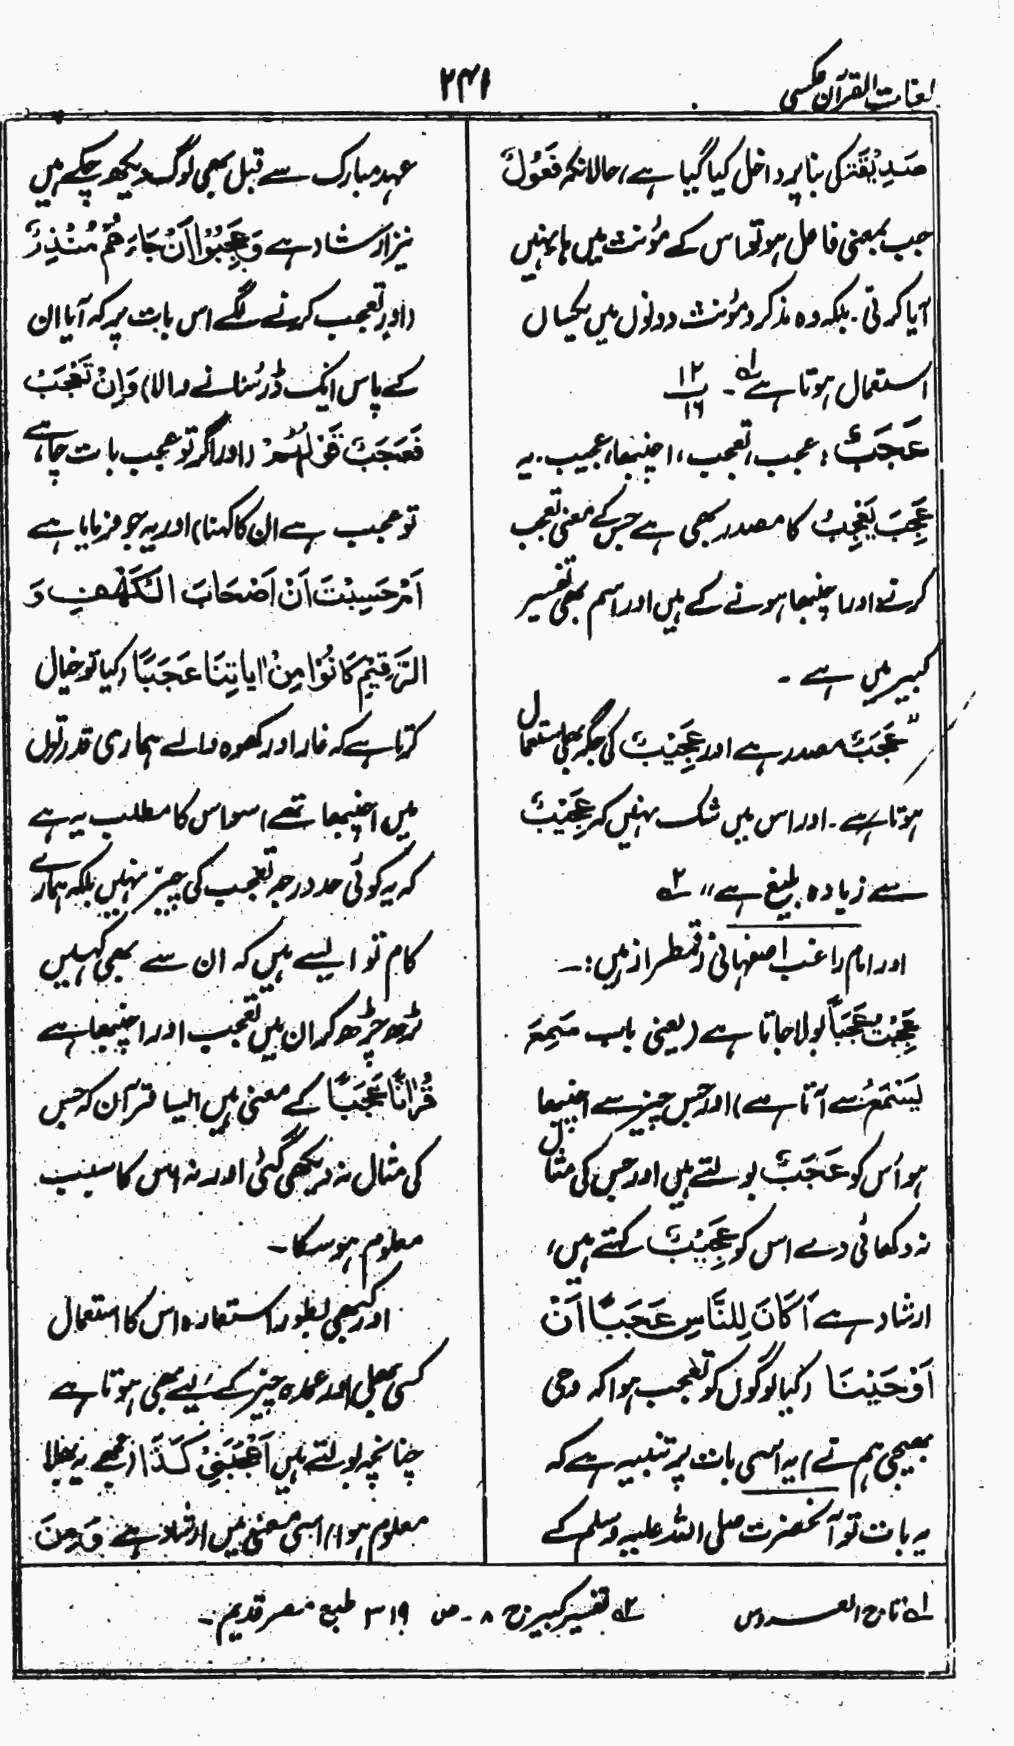 لغات القرآن عکسی
۲۴۱
صَدِیْقَۃٌ کی بنا پر داخل کیا گیا ہے، حالانکہ فَعُوْلٌ
جب بمعنی فاعل ہو تو اس کے مؤنث میں ہاء نہیں
آیا کرتی۔ بلکہ وہ مذکر و مؤنث دونوں میں یکساں
استعمال ہوتا ہے لہ۔ ۱۲ ۱۶
عَجَبٌ: عجب، تعجب، اچنبھا، عجیب۔ یہ
عَجِبَ یَعْجَبُ کا مصدر بھی ہے جس کے معنی تعجب
کرنے اور اچنبھا ہونے کے ہیں اور اسم بھی تفسیر
کبیر میں ہے۔
"عَجَبٌ مصدر ہے اور عَجِیْبٌ کی جگہ بھی استعمال
ہوتا ہے۔ اور اس میں شک نہیں کہ عَجِیْبٌ
سے زیادہ بلیغ ہے" ۲ہ
اور امام راغب اصفہانی رقمطراز ہیں:۔
عَجِبْتُ عَجَبًا بولا جاتا ہے (یعنی باب سَمِعَ
یَسْمَعُ سے آتا ہے) اور جس چیز سے اچنبھا
ہو اُس کو عَجَبٌ بولتے ہیں اور جس کی مثال
نہ دکھائی دے اس کو عَجِیْبٌ کہتے ہیں،
ارشاد ہے اَکَانَ لِلنَّاسِ عَجَبًا اَنْ
اَوْحَیْنَا (کیا لوگوں کو تعجب ہوا کہ وحی
بھیجی ہم نے) یہ اسی بات پر تنبیہ ہے کہ
یہ بات تو آنحضرت صلی اللہ علیہ وسلم کے
عہد مبارک سے قبل بھی لوگ دیکھ چکے ہیں
نیز ارشاد ہے وَعَجِبُوْا اَنْ جَاءَھُمْ مُنْذِرٌ
(اور تعجب کرنے لگے اس بات پر کہ آیا ان
کے پاس ایک ڈر سُنانے والا) وَاِنْ تَعْجَبْ
فَعَجَبٌ قَوْلُھُمْ (اور اگر تو عجب بات چاہے
تو عجب ہے ان کا کہنا) اور یہ جو فرمایا ہے
اَمْ حَسِبْتَ اَنَّ اَصْحَابَ الْکَھْفِ وَ
الرَّقِیْمِ کَانُوْا مِنْ اٰیَاتِنَا عَجَبًا (کیا تو خیال
کرتا ہے کہ غار اور کھوہ والے ہماری قدرتوں
میں اچنبھا تھے) سو اس کا مطلب یہ ہے
کہ یہ کوئی حد درجہ تعجب کی چیز نہیں بلکہ ہمارے
کام تو ایسے ہیں کہ ان سے بھی کہیں
بڑھ چڑھ کر ان میں تعجب اور اچنبھا ہے
قُرْاٰنًا عَجَبًا کے معنی ہیں ایسا قرآن کہ جس
کی مثال نہ دیکھی گئی اور نہ اس کا سبب
معلوم ہو سکا۔
اور کبھی بطور استعارہ اس کا استعمال
کسی بھلی اور عمدہ چیز کے لیے بھی ہوتا ہے
چنانچہ بولتے ہیں اَعْجَبَنِیْ کَذَا (مجھے یہ بھلا
معلوم ہوا) اسی معنی میں ارشاد ہے وَمِنَ
لہ تاج العروس ۲ہ تفسیر کبیر ج ۸۔ ص ۳۱۹ طبع مصر قدیم۔